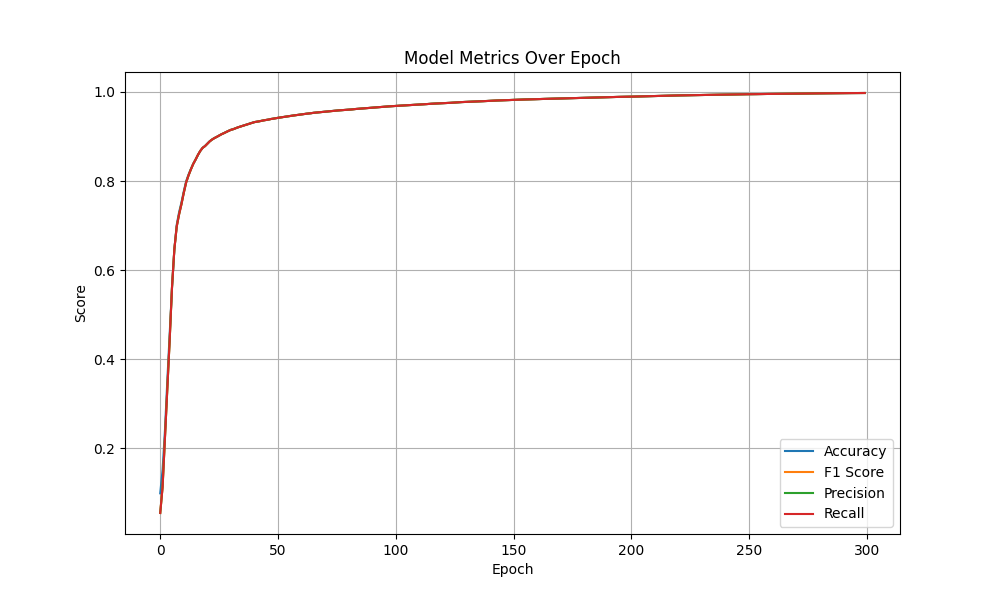 Model Metrics Over Epoch
Score
1.0
0.8
0.6
0.4
0.2
0 50 100 150 200 250 300
Epoch
Accuracy
F1 Score
Precision
Recall